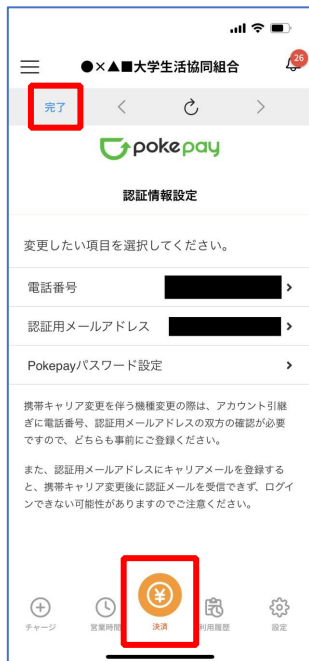 ●×▲■大学生活協同組合
26
完了
pokepay
認証情報設定
変更したい項目を選択してください。
電話番号
認証用メールアドレス
Pokepayパスワード設定
携帯キャリア変更を伴う機種変更の際は、アカウント引継
ぎに電話番号、認証用メールアドレスの双方の確認が必要
ですので、どちらも事前にご登録ください。
また、認証用メールアドレスにキャリアメールを登録する
と、携帯キャリア変更後に認証メールを受信できず、ログイ
ンできない可能性がありますのでご注意ください。
チャージ
営業時間
決済
利用履歴
設定